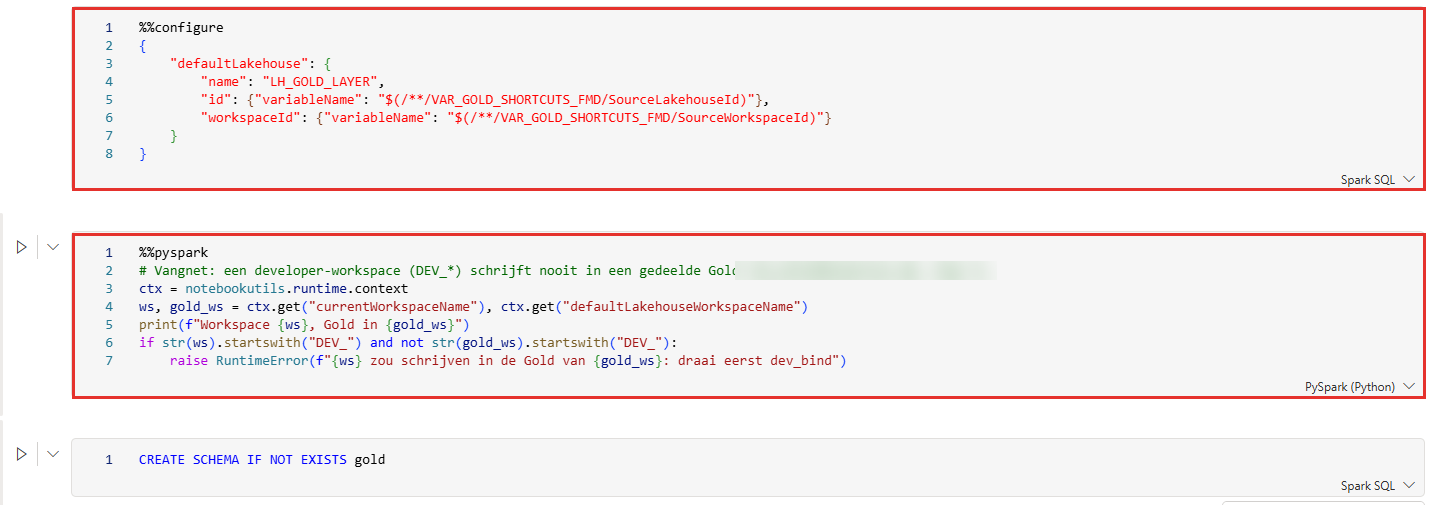 1 %%configure
2 {
3 "defaultLakehouse": {
4 "name": "LH_GOLD_LAYER",
5 "id": {"variableName": "$(/**/VAR_GOLD_SHORTCUTS_FMD/SourceLakehouseId)"},
6 "workspaceId": {"variableName": "$(/**/VAR_GOLD_SHORTCUTS_FMD/SourceWorkspaceId)"}
7 }
8 }
Spark SQL
1 %%pyspark
2 # Vangnet: een developer-workspace (DEV_*) schrijft nooit in een gedeelde Gold
3 ctx = notebookutils.runtime.context
4 ws, gold_ws = ctx.get("currentWorkspaceName"), ctx.get("defaultLakehouseWorkspaceName")
5 print(f"Workspace {ws}, Gold in {gold_ws}")
6 if str(ws).startswith("DEV_") and not str(gold_ws).startswith("DEV_"):
7 raise RuntimeError(f"{ws} zou schrijven in de Gold van {gold_ws}: draai eerst dev_bind")
PySpark (Python)
1 CREATE SCHEMA IF NOT EXISTS gold
Spark SQL